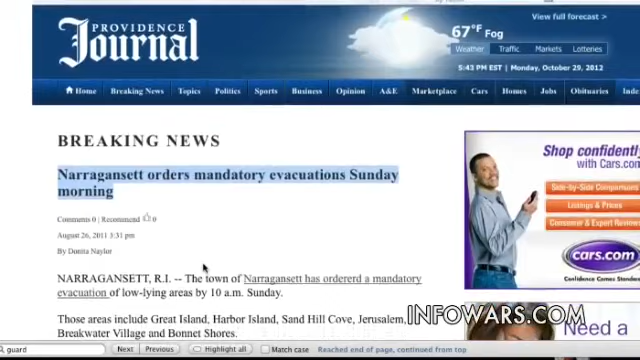 View full forecast >
PROVIDENCE
Journal
67°F Fog
Weather Traffic Markets Lotteries
5:43 PM EST | Monday, October 29, 2012
Home Breaking News Topics Politics Sports Business Opinion A&E Marketplace Cars Homes Jobs Obituaries Inde
BREAKING NEWS
Narragansett orders mandatory evacuations Sunday
morning
Comments 0 | Recommend 0
August 26, 2011 3:31 pm
By Donita Naylor
NARRAGANSETT, R.I. -- The town of Narragansett has ordererd a mandatory
evacuation of low-lying areas by 10 a.m. Sunday.
Those areas include Great Island, Harbor Island, Sand Hill Cove, Jerusalem,
Breakwater Village and Bonnet Shores.
Shop confidently
with Cars.com
Side-by-Side Comparisons
Listings & Prices
Consumer & Expert Reviews
cars.com
Confidence Comes Standard
INFOWARS.COM
Need a
guard Next Previous Highlight all Match case Reached end of page, continued from top